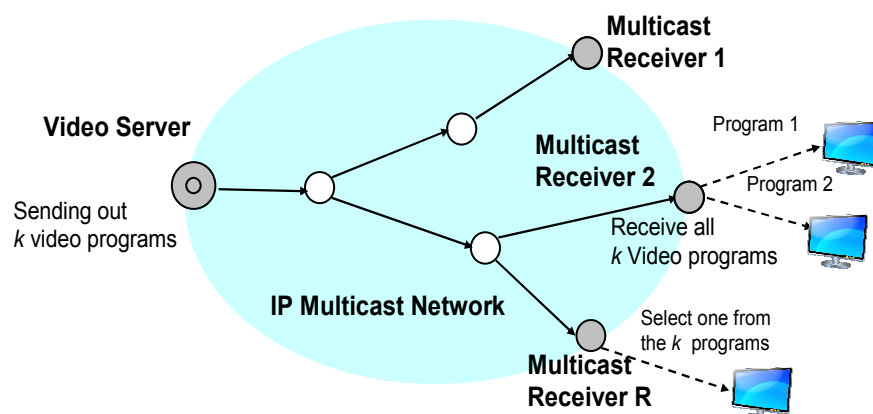 Multicast
Receiver 1
Video Server
Program 1
Multicast
Receiver 2
Program 2
Sending out
k video programs
Receive all
k Video programs
IP Multicast Network
Select one from
the k programs
Multicast
Receiver R